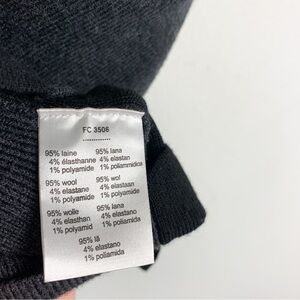 FC 3506
95% laine 95% lana
4% élasthanne 4% elastan
1% polyamide 1% poliammidica
95% wool 95% wol
4% elastane 4% elastaan
1% polyamide 1% polyamide
95% wolle 95% lana
4% elasthan 4% elastano
1% polyamid 1% poliamida
95% lã
4% elastano
1% poliamida